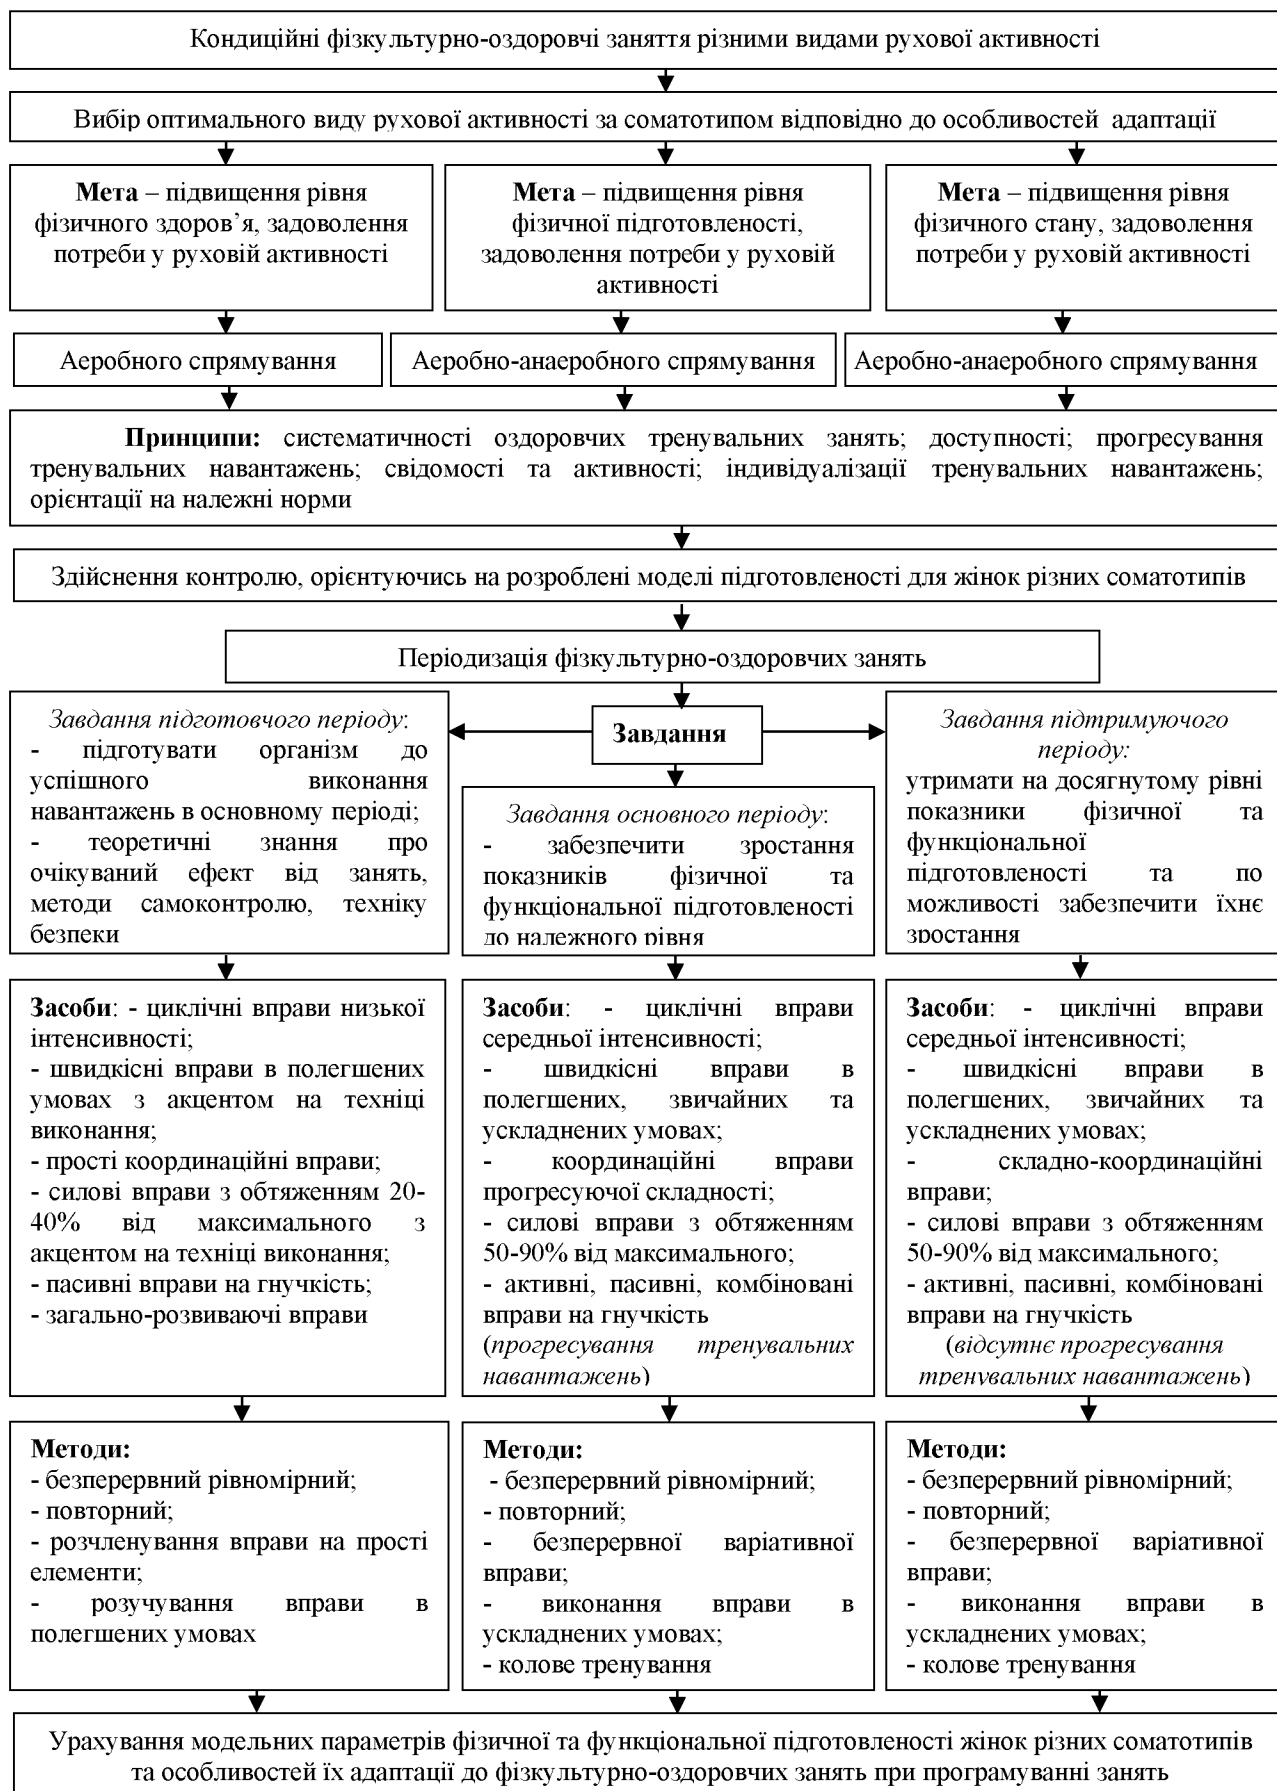 Кондиційні фізкультурно-оздоровчі заняття різними видами рухової активності
Вибір оптимального виду рухової активності за соматотипом відповідно до особливостей адаптації
Мета – підвищення рівня
фізичного здоров’я, задоволення
потреби у руховій активності
Мета – підвищення рівня
фізичної підготовленості,
задоволення потреби у руховій
активності
Мета – підвищення рівня
фізичного стану, задоволення
потреби у руховій активності
Аеробного спрямування
Аеробно-анаеробного спрямування
Аеробно-анаеробного спрямування
Принципи: систематичності оздоровчих тренувальних занять; доступності; прогресування
тренувальних навантажень; свідомості та активності; індивідуалізації тренувальних навантажень;
орієнтації на належні норми
Здійснення контролю, орієнтуючись на розроблені моделі підготовленості для жінок різних соматотипів
Періодизація фізкультурно-оздоровчих занять
Завдання
Завдання підготовчого періоду:
- підготувати організм до
успішного виконання
навантажень в основному періоді;
- теоретичні знання про
очікуваний ефект від занять,
методи самоконтролю, техніку
безпеки
Завдання основного періоду:
- забезпечити зростання
показників фізичної та
функціональної підготовленості
до належного рівня
Завдання підтримуючого
періоду:
утримати на досягнутому рівні
показники фізичної та
функціональної
підготовленості та по
можливості забезпечити їхнє
зростання
Засоби: - циклічні вправи низької
інтенсивності;
- швидкісні вправи в полегшених
умовах з акцентом на техніці
виконання;
- прості координаційні вправи;
- силові вправи з обтяженням 20-
40% від максимального з
акцентом на техніці виконання;
- пасивні вправи на гнучкість;
- загально-розвиваючі вправи
Засоби: - циклічні вправи
середньої інтенсивності;
- швидкісні вправи в
полегшених, звичайних та
ускладнених умовах;
- координаційні вправи
прогресуючої складності;
- силові вправи з обтяженням
50-90% від максимального;
- активні, пасивні, комбіновані
вправи на гнучкість
(прогресування тренувальних
навантажень)
Засоби: - циклічні вправи
середньої інтенсивності;
- швидкісні вправи в
полегшених, звичайних та
ускладнених умовах;
- складно-координаційні
вправи;
- силові вправи з обтяженням
50-90% від максимального;
- активні, пасивні, комбіновані
вправи на гнучкість
(відсутнє прогресування
тренувальних навантажень)
Методи:
- безперервний рівномірний;
- повторний;
- розчленування вправи на прості
елементи;
- розучування вправи в
полегшених умовах
Методи:
- безперервний рівномірний;
- повторний;
- безперервної варіативної
вправи;
- виконання вправи в
ускладнених умовах;
- колове тренування
Методи:
- безперервний рівномірний;
- повторний;
- безперервної варіативної
вправи;
- виконання вправи в
ускладнених умовах;
- колове тренування
Урахування модельних параметрів фізичної та функціональної підготовленості жінок різних соматотипів
та особливостей їх адаптації до фізкультурно-оздоровчих занять при програмуванні занять